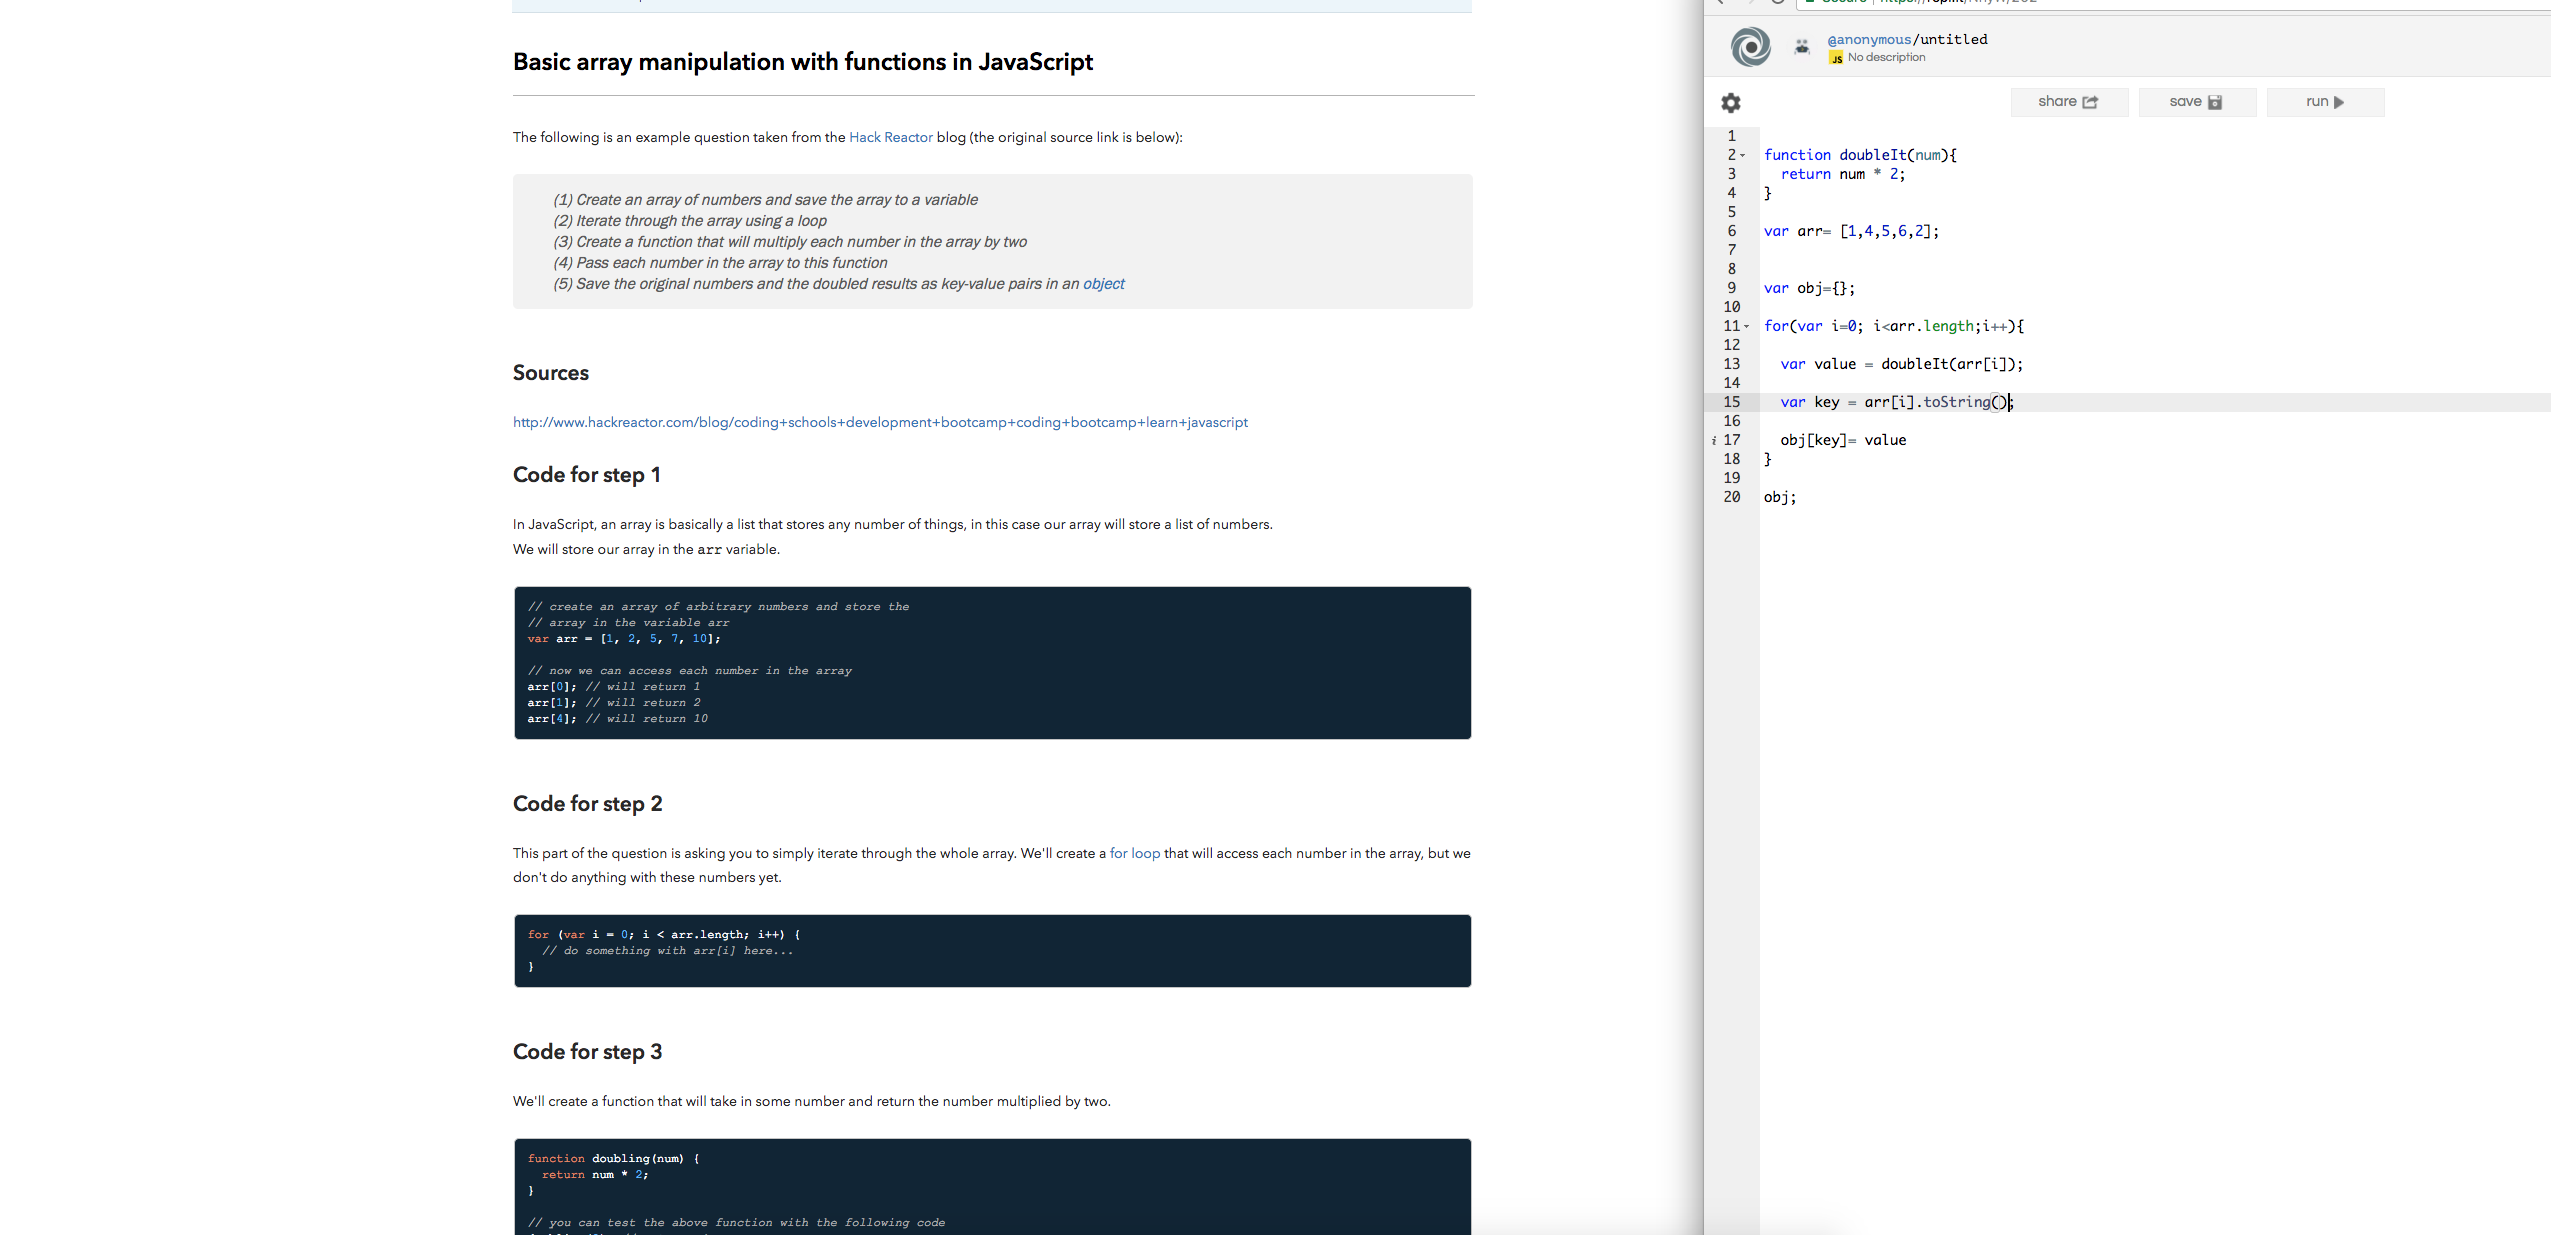 Basic array manipulation with functions in JavaScript
The following is an example question taken from the Hack Reactor blog (the original source link is below):
(1) Create an array of numbers and save the array to a variable
(2) Iterate through the array using a loop
(3) Create a function that will multiply each number in the array by two
(4) Pass each number in the array to this function
(5) Save the original numbers and the doubled results as key-value pairs in an object
Sources
http://www.hackreactor.com/blog/coding+schools+development+bootcamp+coding+bootcamp+learn+javascript
Code for step 1
In JavaScript, an array is basically a list that stores any number of things, in this case our array will store a list of numbers.
We will store our array in the arr variable.
// create an array of arbitrary numbers and store the
// array in the variable arr
var arr = [1, 2, 5, 7, 10];
// now we can access each number in the array
arr[0]; // will return 1
arr[1]; // will return 2
arr[4]; // will return 10
Code for step 2
This part of the question is asking you to simply iterate through the whole array. We'll create a for loop that will access each number in the array, but we
don't do anything with these numbers yet.
for (var i = 0; i < arr.length; i++) {
  // do something with arr[i] here...
}
Code for step 3
We'll create a function that will take in some number and return the number multiplied by two.
function doubling(num) {
  return num * 2;
}
// you can test the above function with the following code
@anonymous/untitled
JS No description
share
save
run
1
2 function doubleIt(num){
3   return num * 2;
4 }
5
6 var arr= [1,4,5,6,2];
7
8
9 var obj={};
10
11 for(var i=0; i<arr.length;i++){
12
13   var value = doubleIt(arr[i]);
14
15   var key = arr[i].toString();
16
i 17   obj[key]= value
18 }
19
20 obj;